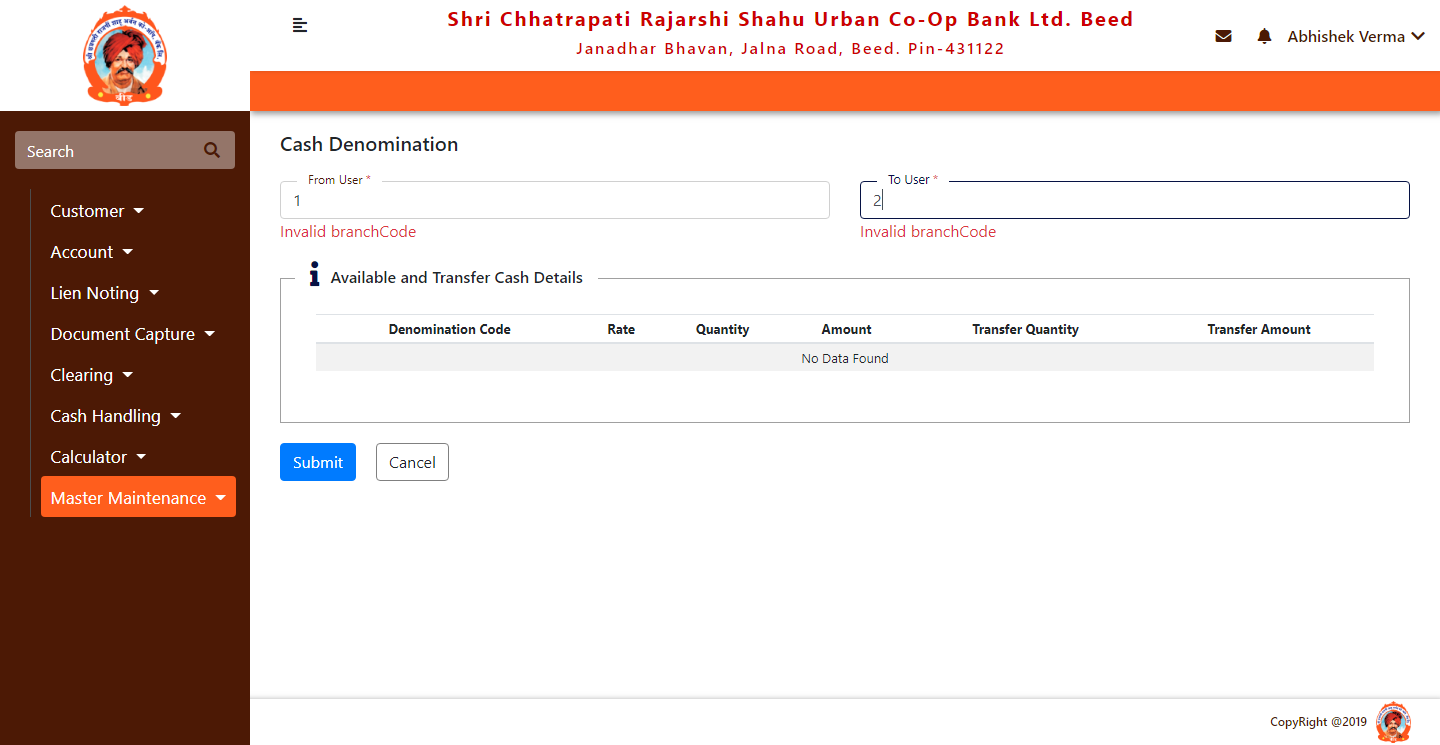 Shri Chhatrapati Rajarshi Shahu Urban Co-Op Bank Ltd. Beed
Janadhar Bhavan, Jalna Road, Beed. Pin-431122
Abhishek Verma
बीड
Search
Customer
Account
Lien Noting
Document Capture
Clearing
Cash Handling
Calculator
Master Maintenance
Cash Denomination
From User *
1
Invalid branchCode
To User *
2
Invalid branchCode
Available and Transfer Cash Details
Denomination Code Rate Quantity Amount Transfer Quantity Transfer Amount
No Data Found
Submit Cancel
CopyRight @2019